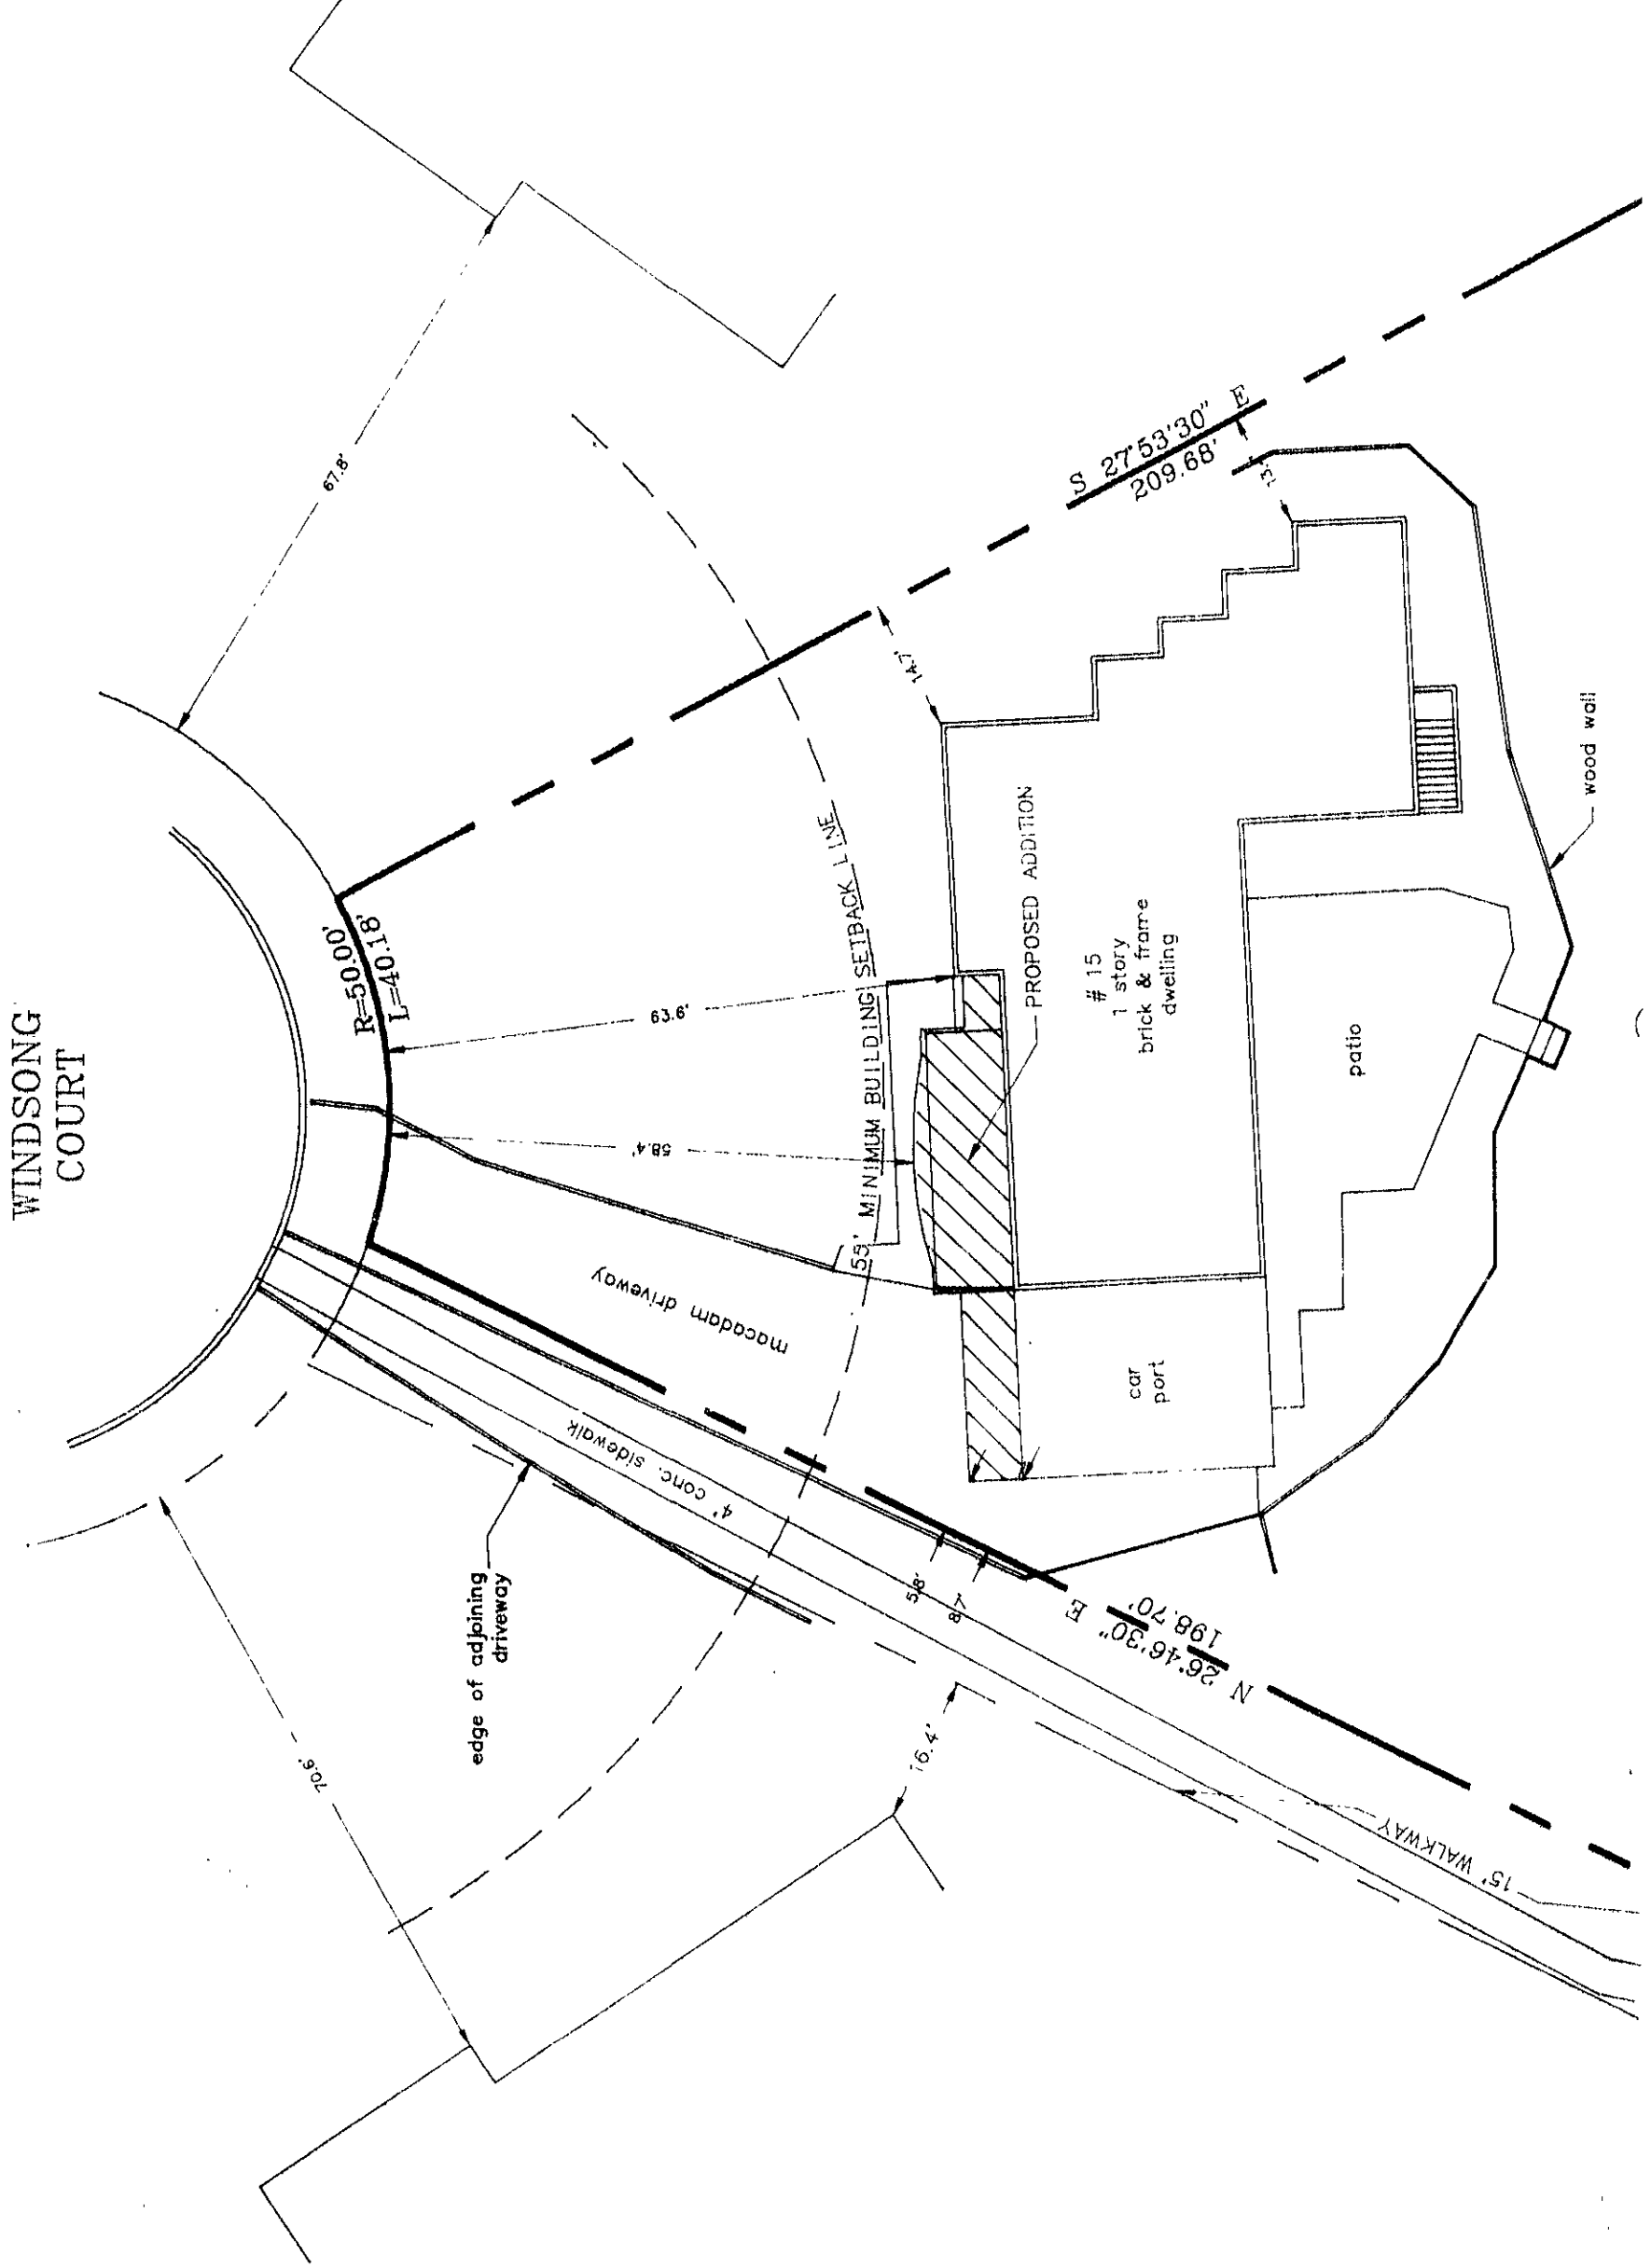 WINDSONG
COURT
67.8'
R=50.00'
L=40.18'
63.6'
58.4'
S 27°53'30" E
209.68'
14.7'
55' MINIMUM BUILDING SETBACK LINE
PROPOSED ADDITION
# 15
1 story
brick & frame
dwelling
patio
wood wall
car
port
macadam driveway
4' conc. sidewalk
edge of adjoining
driveway
70.6'
5.8'
8.7'
N 26°46'30" E
198.70'
16.4'
15' WALKWAY